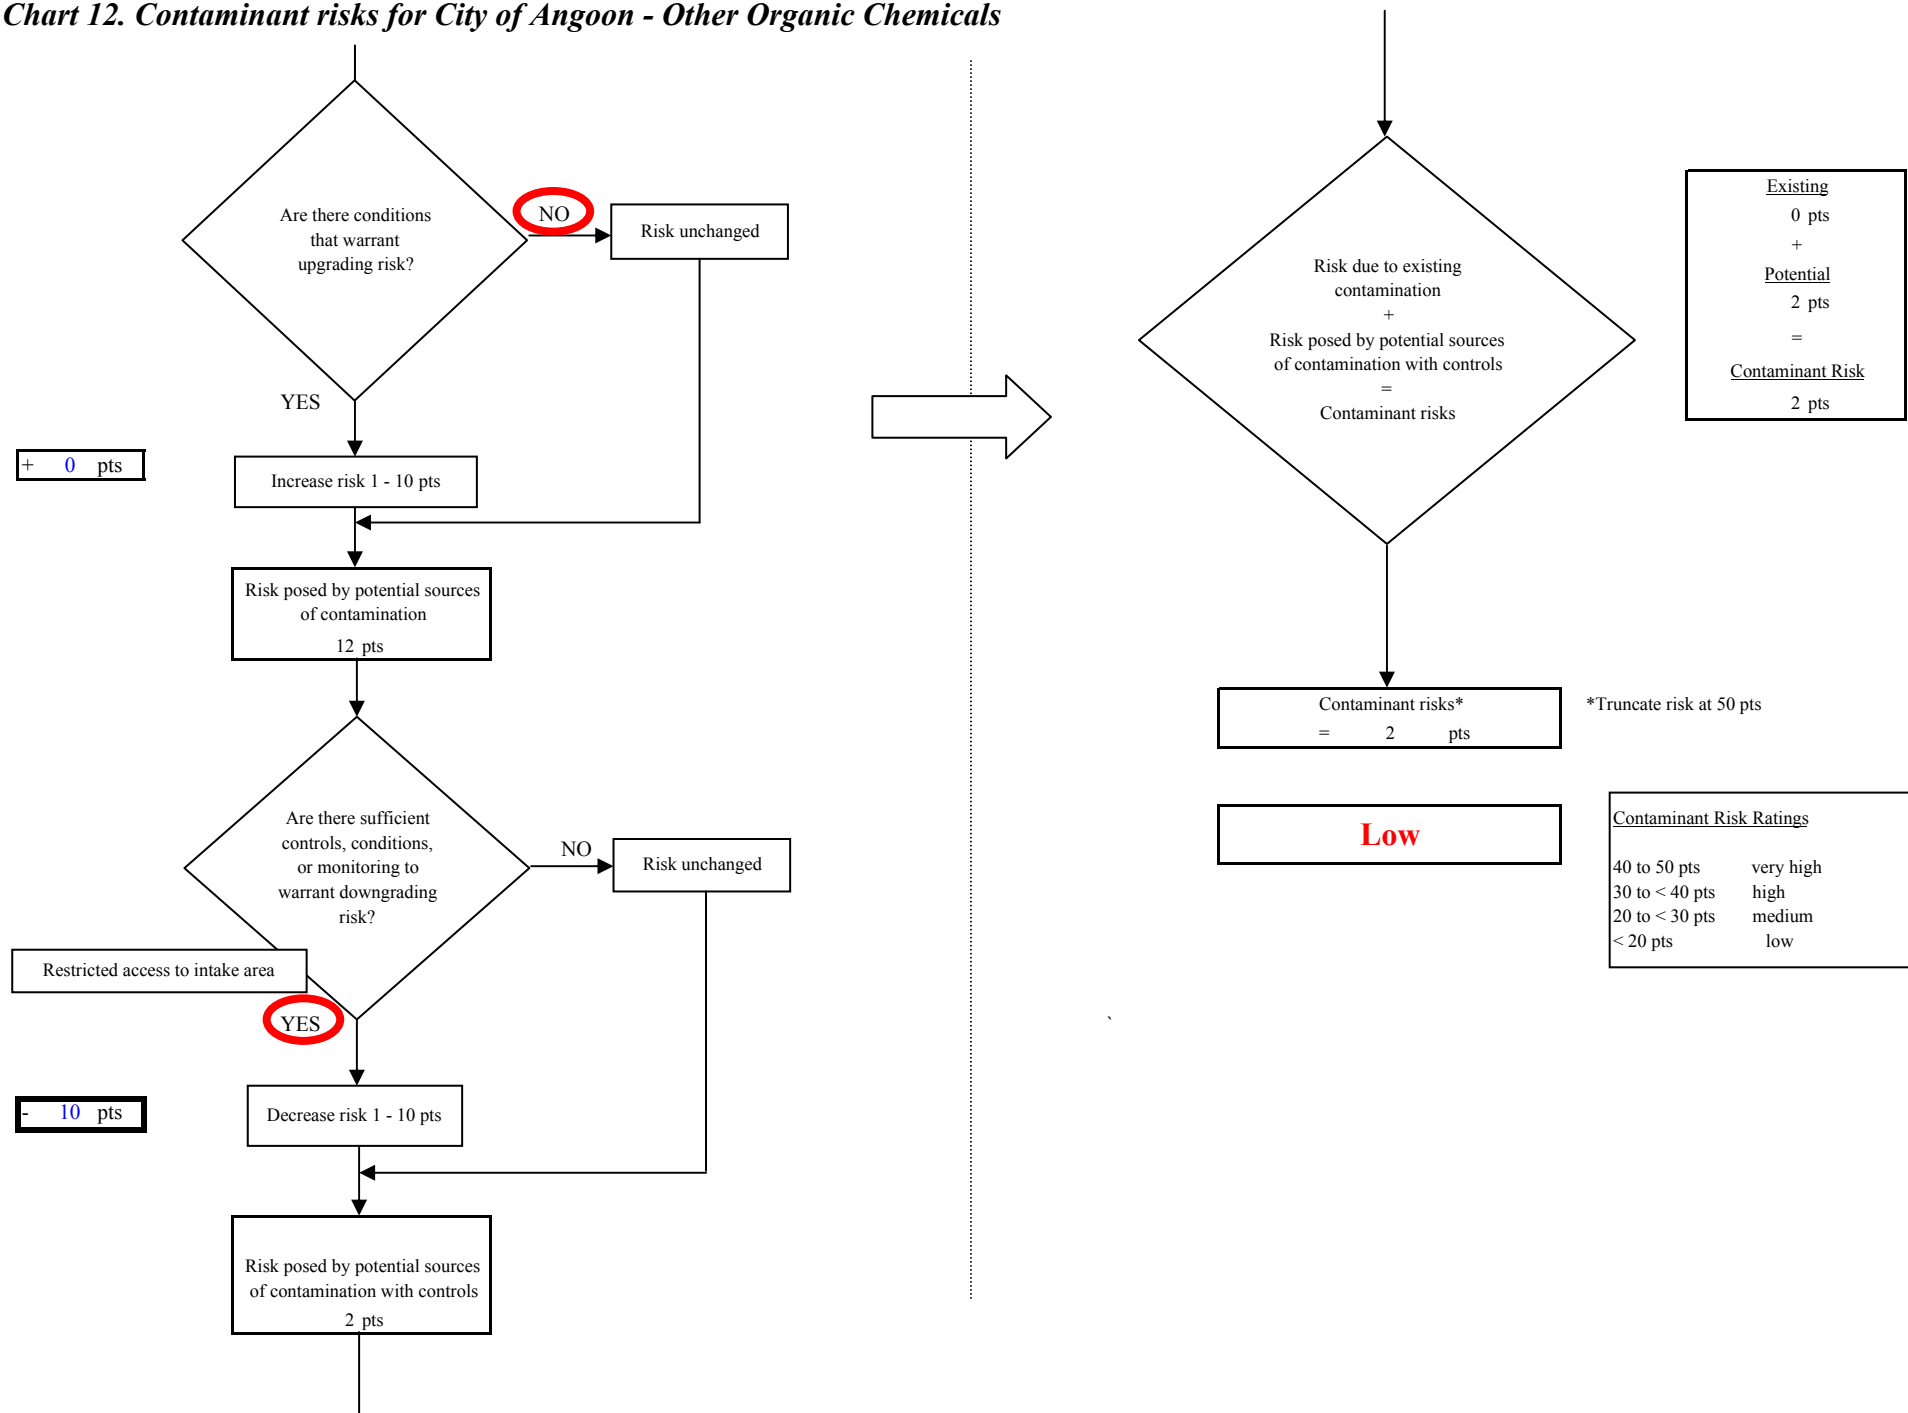 Chart 12. Contaminant risks for City of Angoon - Other Organic Chemicals
Are there conditions
that warrant
upgrading risk?
NO
Risk unchanged
YES
+ 0 pts
Increase risk 1 - 10 pts
Risk posed by potential sources
of contamination
12 pts
Are there sufficient
controls, conditions,
or monitoring to
warrant downgrading
risk?
NO
Risk unchanged
Restricted access to intake area
YES
- 10 pts
Decrease risk 1 - 10 pts
Risk posed by potential sources
of contamination with controls
2 pts
Risk due to existing
contamination
+
Risk posed by potential sources
of contamination with controls
=
Contaminant risks
Existing
0 pts
+
Potential
2 pts
=
Contaminant Risk
2 pts
Contaminant risks*
= 2 pts
*Truncate risk at 50 pts
Low
Contaminant Risk Ratings
40 to 50 pts very high
30 to < 40 pts high
20 to < 30 pts medium
< 20 pts low
`